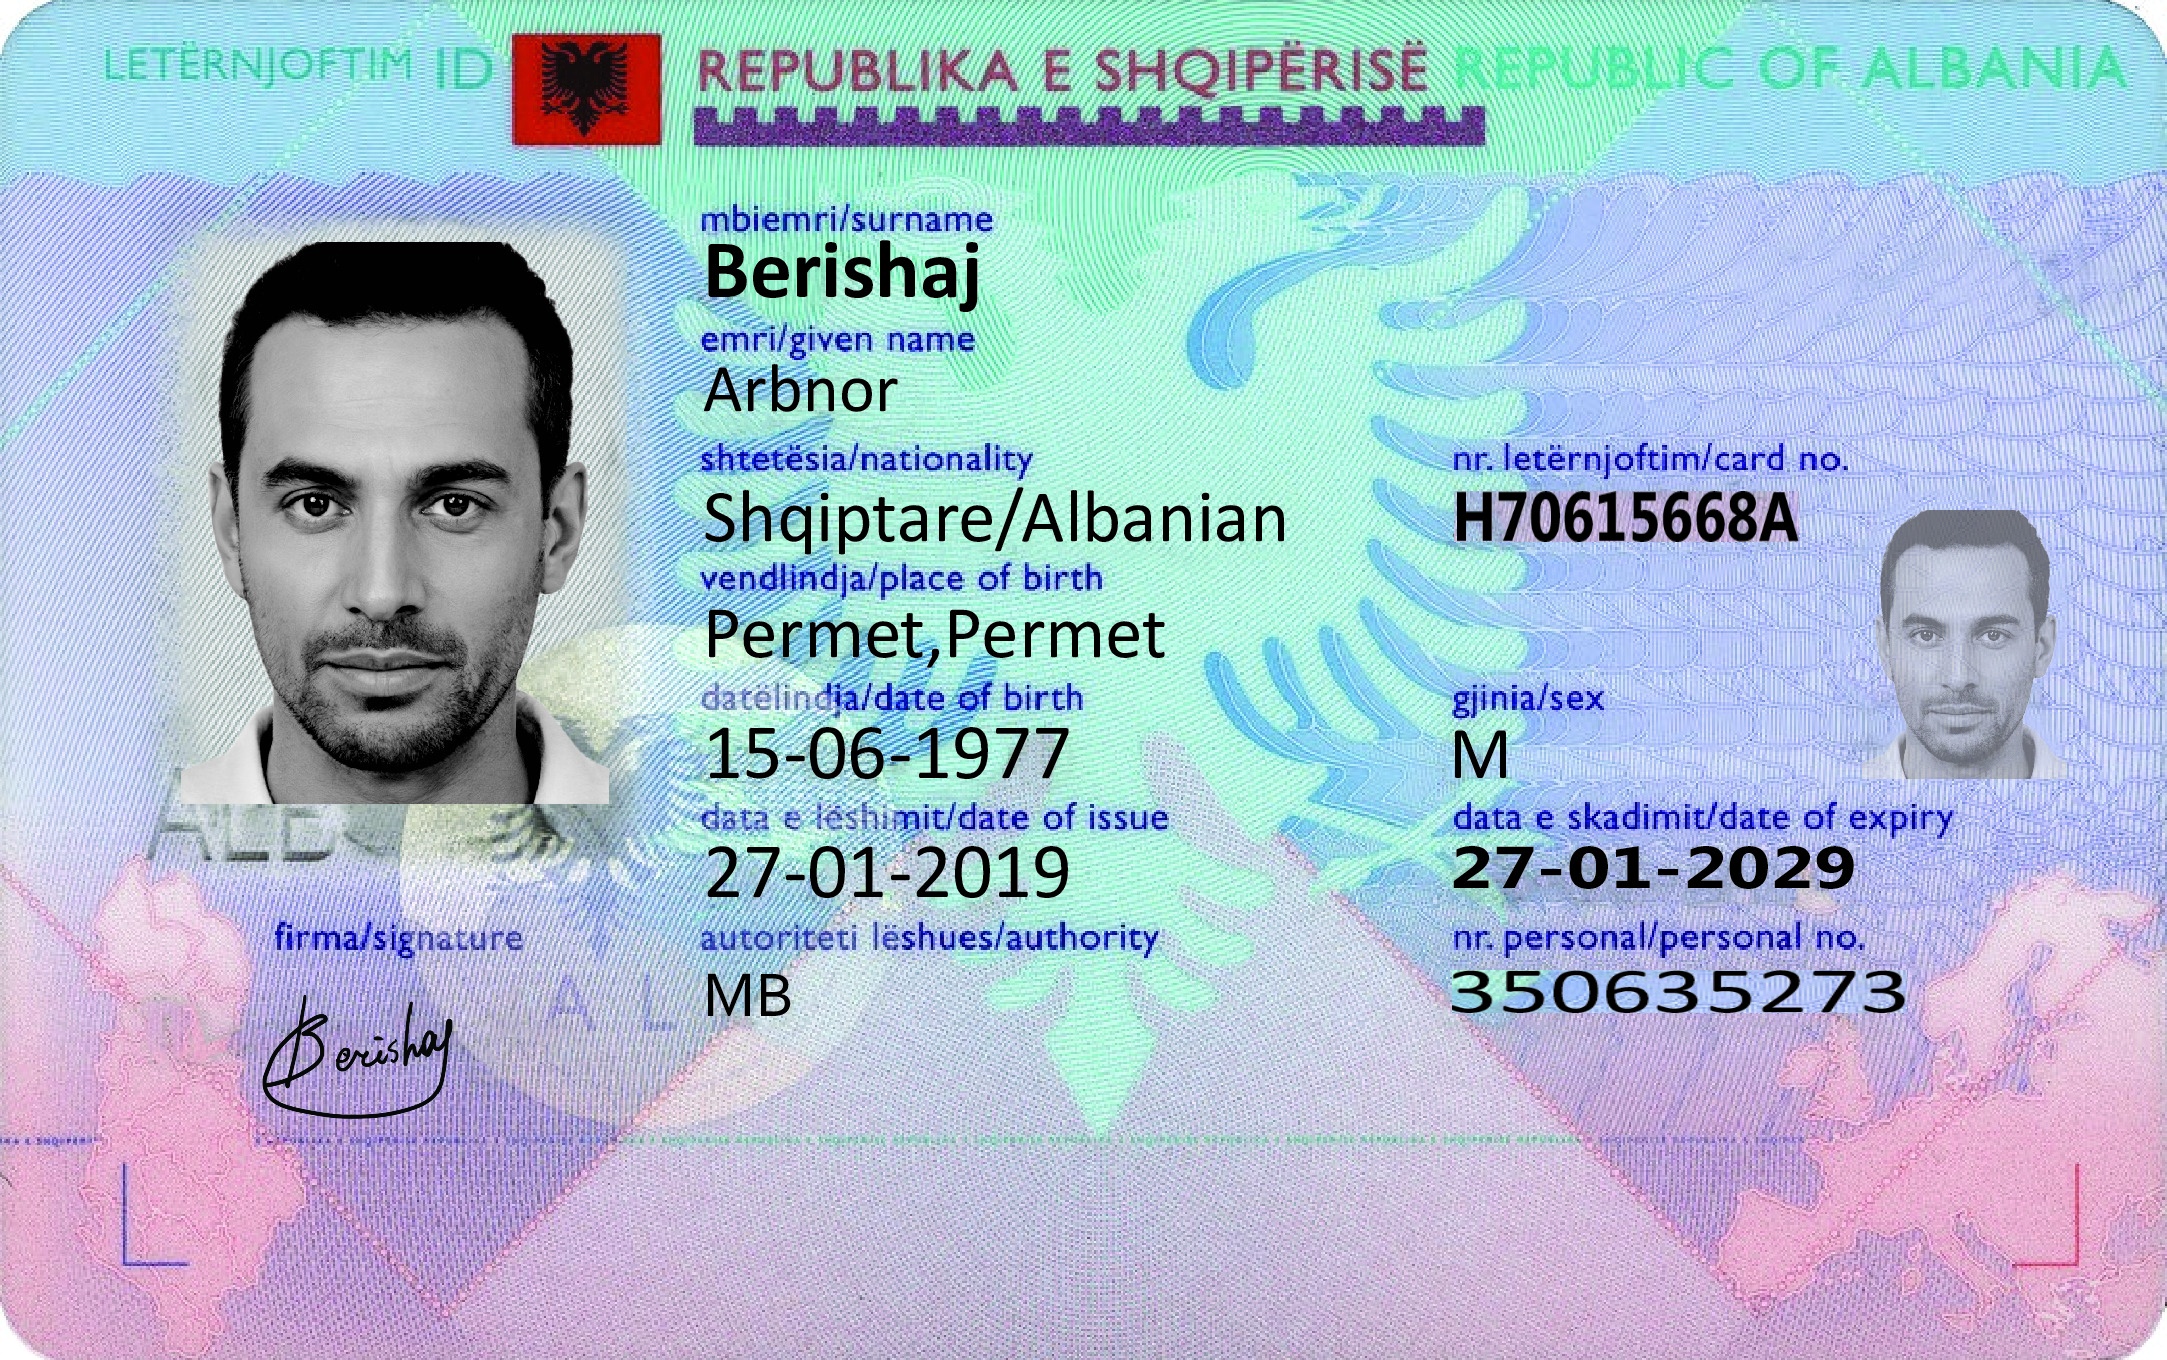 LETËRNJOFTIM ID REPUBLIKA E SHQIPËRISË REPUBLIC OF ALBANIA
mbiemri/surname
Berishaj
emri/given name
Arbnor
shtetësia/nationality
Shqiptare/Albanian
nr. letërnjoftim/card no.
H70615668A
vendlindja/place of birth
Permet,Permet
datëlindja/date of birth
15-06-1977
gjinia/sex
M
data e lëshimit/date of issue
27-01-2019
data e skadimit/date of expiry
27-01-2029
firma/signature
Berishaj
autoriteti lëshues/authority
MB
nr. personal/personal no.
350635273